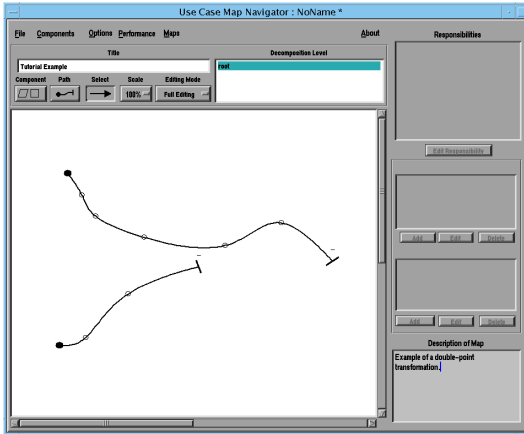 Use Case Map Navigator : NoName *
File Components Options Performance Maps About
Title
Tutorial Example
Decomposition Level
root
Component Path Select Scale Editing Mode
100% Full Editing
Responsibilities
Edit Responsibility
Add Edit Delete
Add Edit Delete
Description of Map
Example of a double-point
transformation.